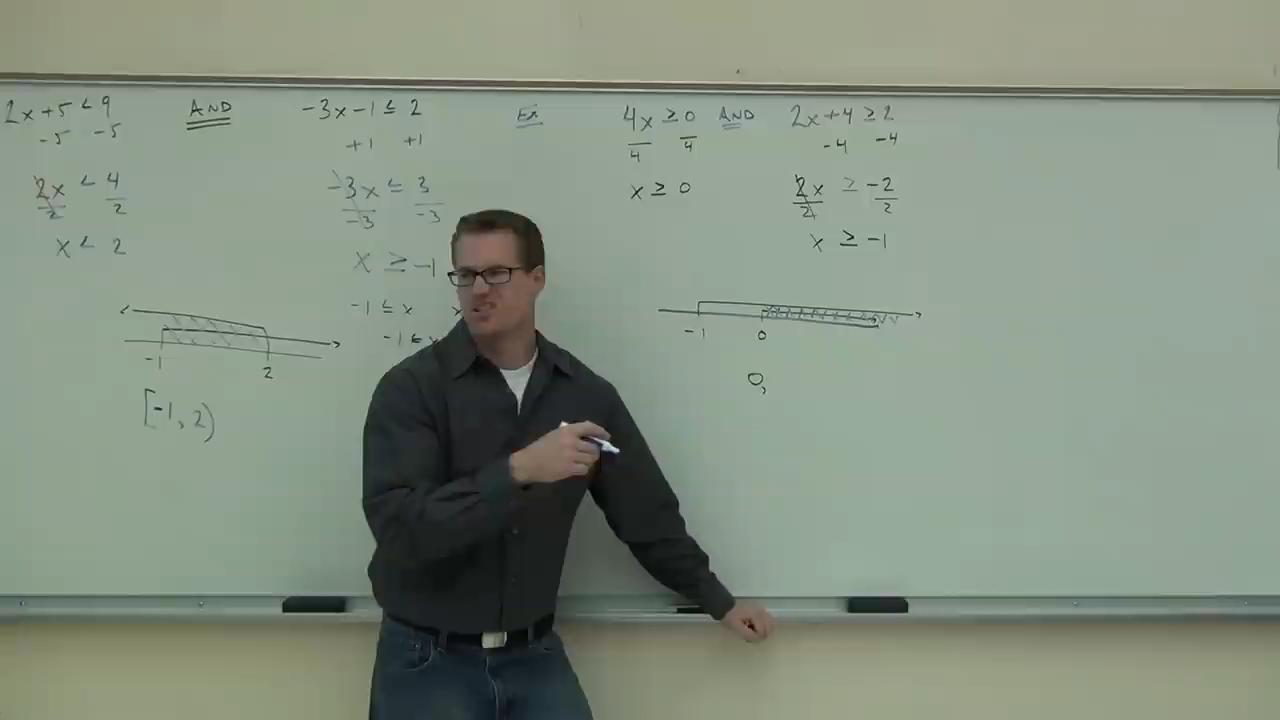 2x+5 < 9 AND -3x-1 ≤ 2
-5 -5 +1 +1
2x/2 < 4/2 -3x/-3 ≤ 3/-3
x < 2 x ≥ -1
-1 ≤ x x
-1 ≤ x
-1 2
[-1, 2)
Ex 4x ≥ 0 AND 2x+4 ≥ 2
4 4 -4 -4
x ≥ 0 2x/2 ≥ -2/2
x ≥ -1
-1 0
0,